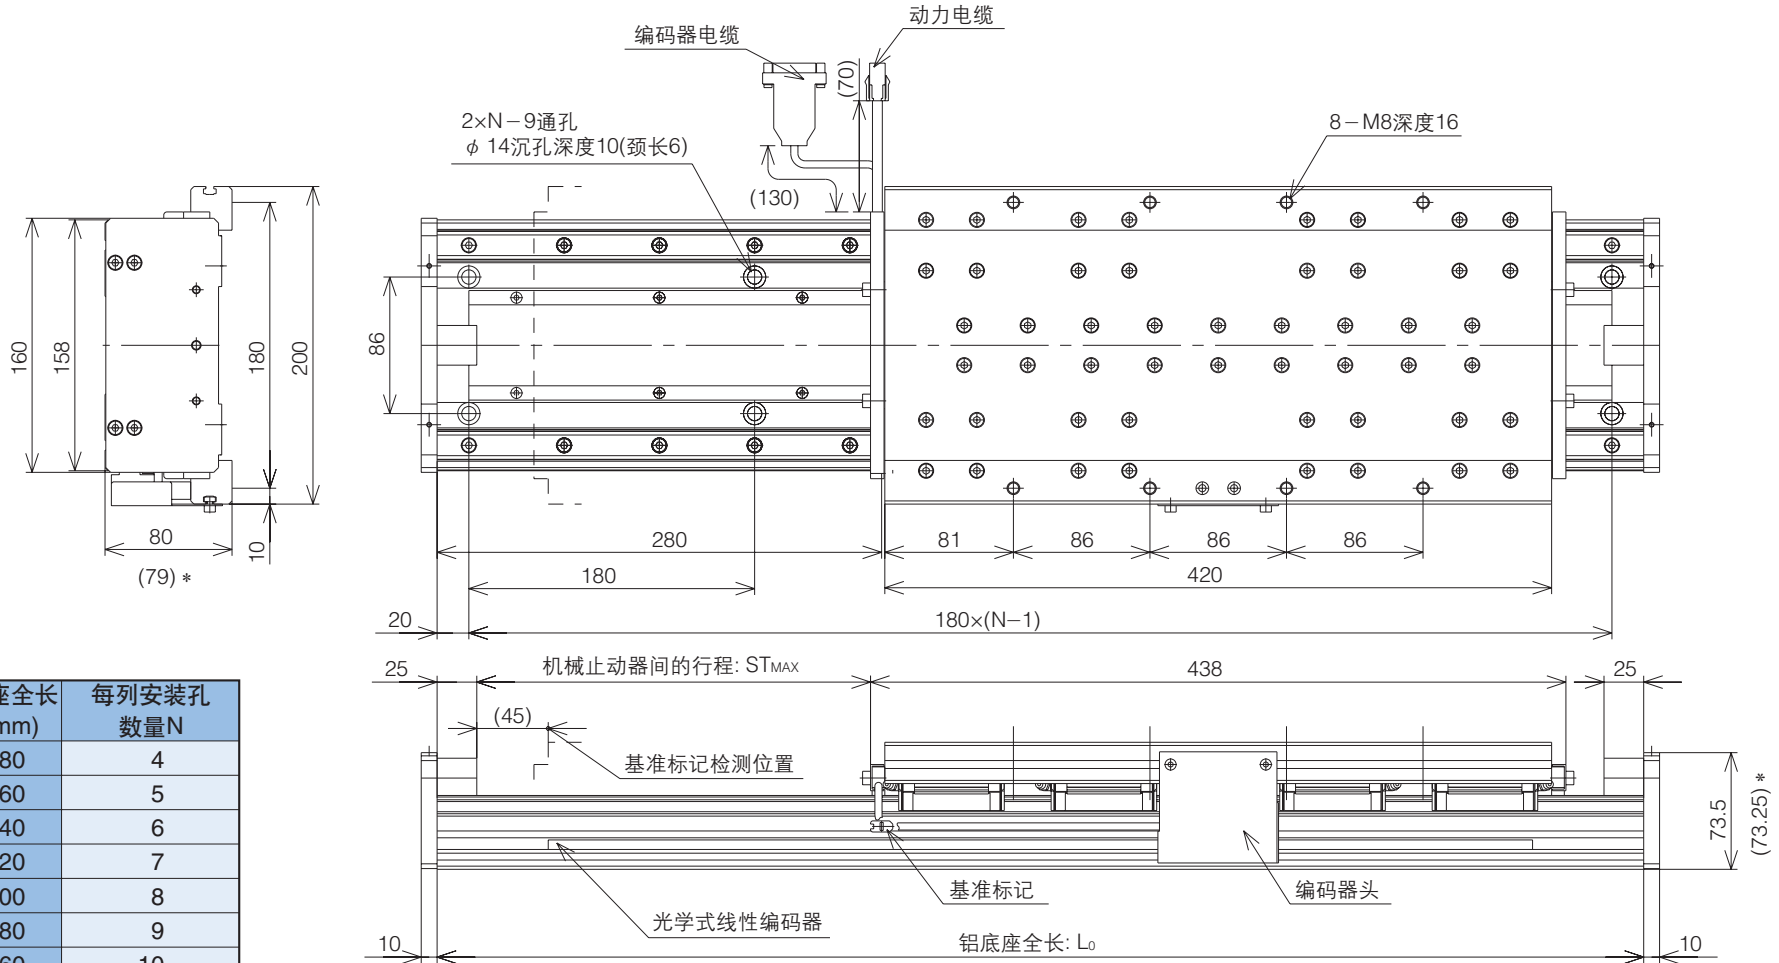 动力电缆
编码器电缆
(70)
2×N－9通孔
φ 14沉孔深度10(颈长6)
8－M8深度16
(130)
160
158
180
200
86
80
10
(79) *
280
81
86
86
86
180
420
20
180×(N−1)
25
机械止动器间的行程: STMAX
438
25
(45)
基准标记检测位置
73.5
(73.25) *
基准标记
编码器头
光学式线性编码器
10
铝底座全长: L0
10
座全长
mm)
每列安装孔
数量N
80 4
60 5
40 6
20 7
00 8
80 9
60 10